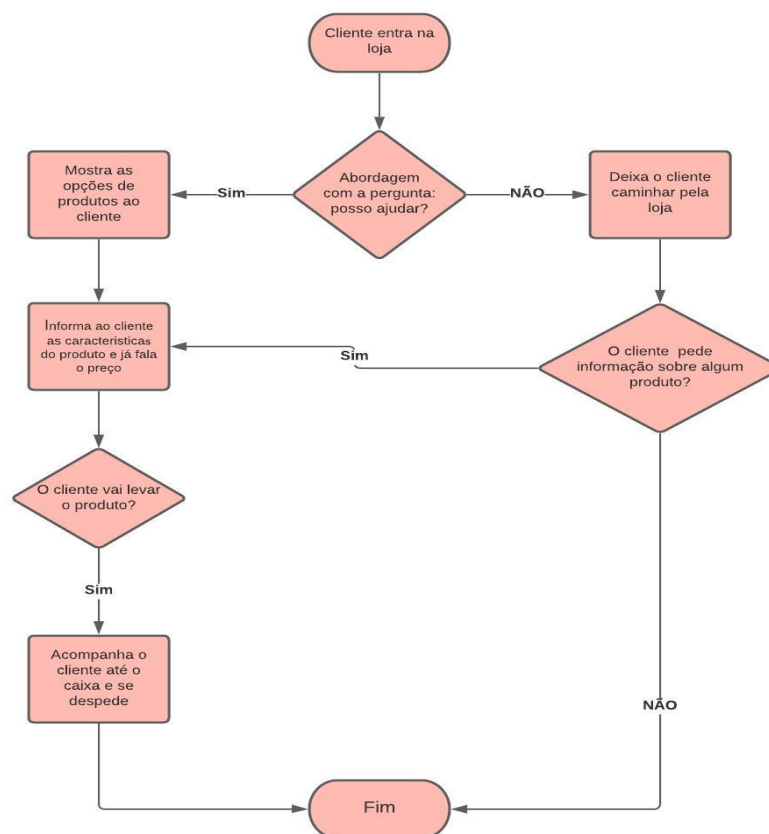 Cliente entra na
loja
Abordagem
com a pergunta:
posso ajudar?
Sim
NÃO
Mostra as
opções de
produtos ao
cliente
Deixa o cliente
caminhar pela
loja
Informa ao cliente
as caracteristicas
do produto e já fala
o preço
Sim
O cliente pede
informação sobre algum
produto?
O cliente vai levar
o produto?
Sim
Acompanha o
cliente até o
caixa e se
despede
NÃO
Fim